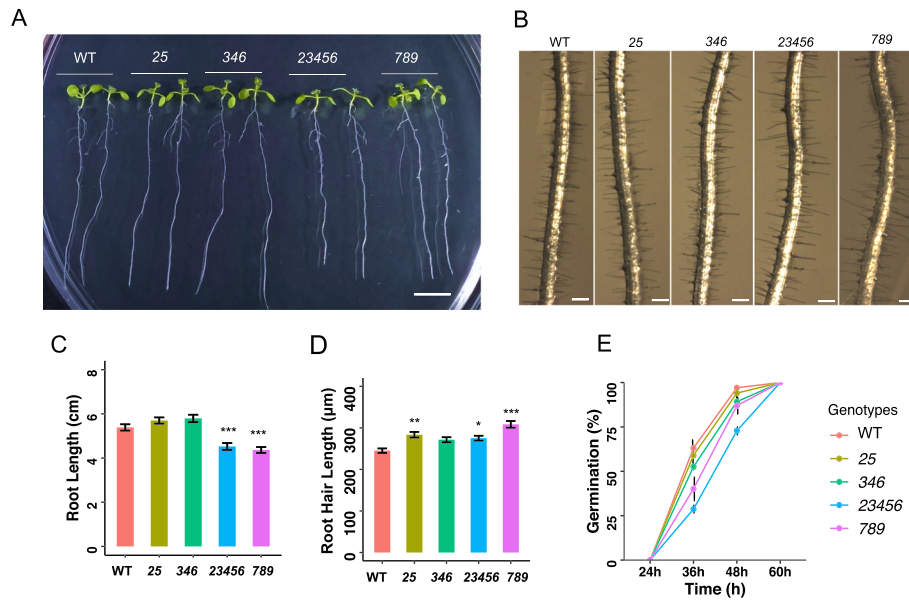 A
WT 25 346 23456 789
B
WT 25 346 23456 789
C
Root Length (cm)
8
6
4
2
0
*** ***
WT 25 346 23456 789
D
Root Hair Length (μm)
400
300
200
100
0
** * ***
WT 25 346 23456 789
E
Germination (%)
100
75
50
25
0
24h 36h 48h 60h
Time (h)
Genotypes
WT
25
346
23456
789